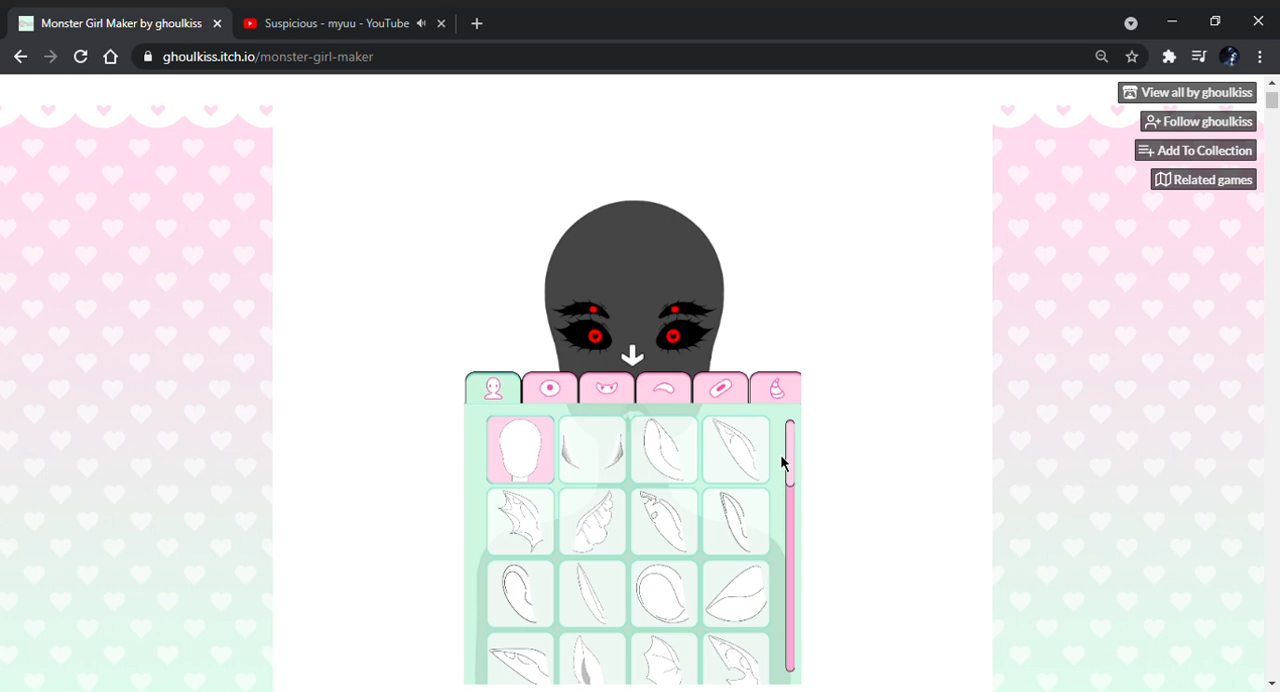 Monster Girl Maker by ghoulkiss
Suspicious - myuu - YouTube
ghoulkiss.itch.io/monster-girl-maker
View all by ghoulkiss
Follow ghoulkiss
Add To Collection
Related games